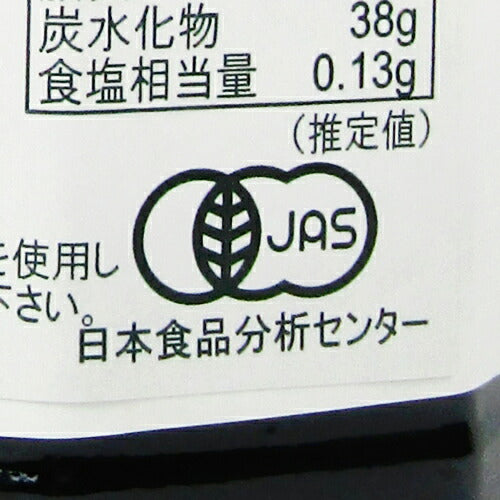 炭水化物 38g
食塩相当量 0.13g
(推定値)
JAS
を使用し
下さい。
日本食品分析センター